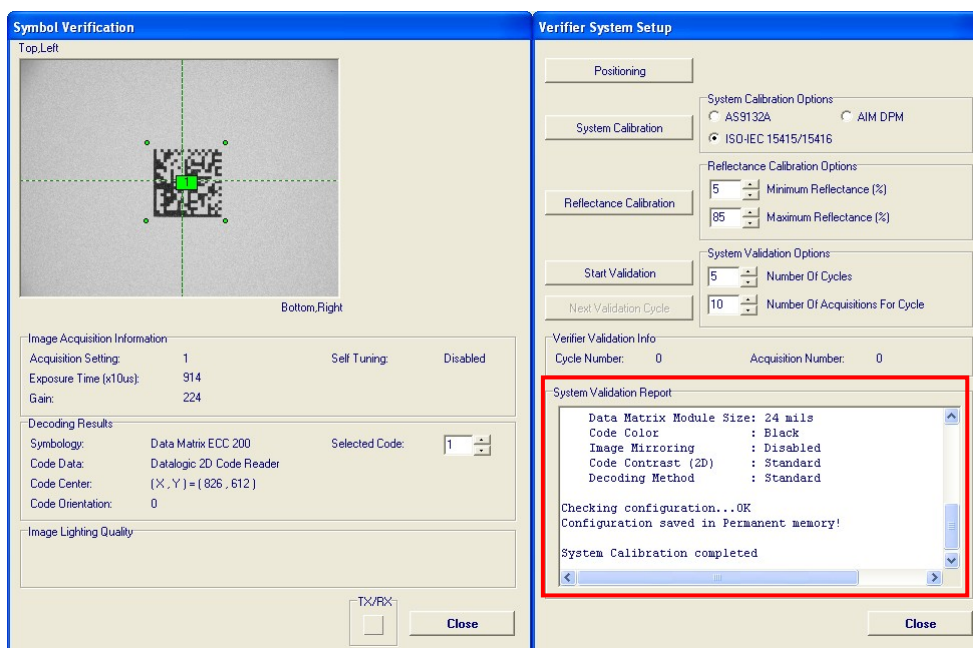 Symbol Verification
Top,Left
1
Bottom,Right
Image Acquisition Information
Acquisition Setting: 1 Self Tuning: Disabled
Exposure Time (x10us): 914
Gain: 224
Decoding Results
Symbology: Data Matrix ECC 200 Selected Code: 1
Code Data: Datalogic 2D Code Reader
Code Center: ( X , Y ) = ( 826 , 612 )
Code Orientation: 0
Image Lighting Quality
TX/RX
Close
Verifier System Setup
Positioning
System Calibration Options
AS9132A AIM DPM
System Calibration
ISO-IEC 15415/15416
Reflectance Calibration Options
5 Minimum Reflectance (%)
Reflectance Calibration
85 Maximum Reflectance (%)
System Validation Options
Start Validation 5 Number Of Cycles
Next Validation Cycle 10 Number Of Acquisitions For Cycle
Verifier Validation Info
Cycle Number: 0 Acquisition Number: 0
System Validation Report
Data Matrix Module Size: 24 mils
Code Color : Black
Image Mirroring : Disabled
Code Contrast (2D) : Standard
Decoding Method : Standard
Checking configuration...OK
Configuration saved in Permanent memory!
System Calibration completed
Close